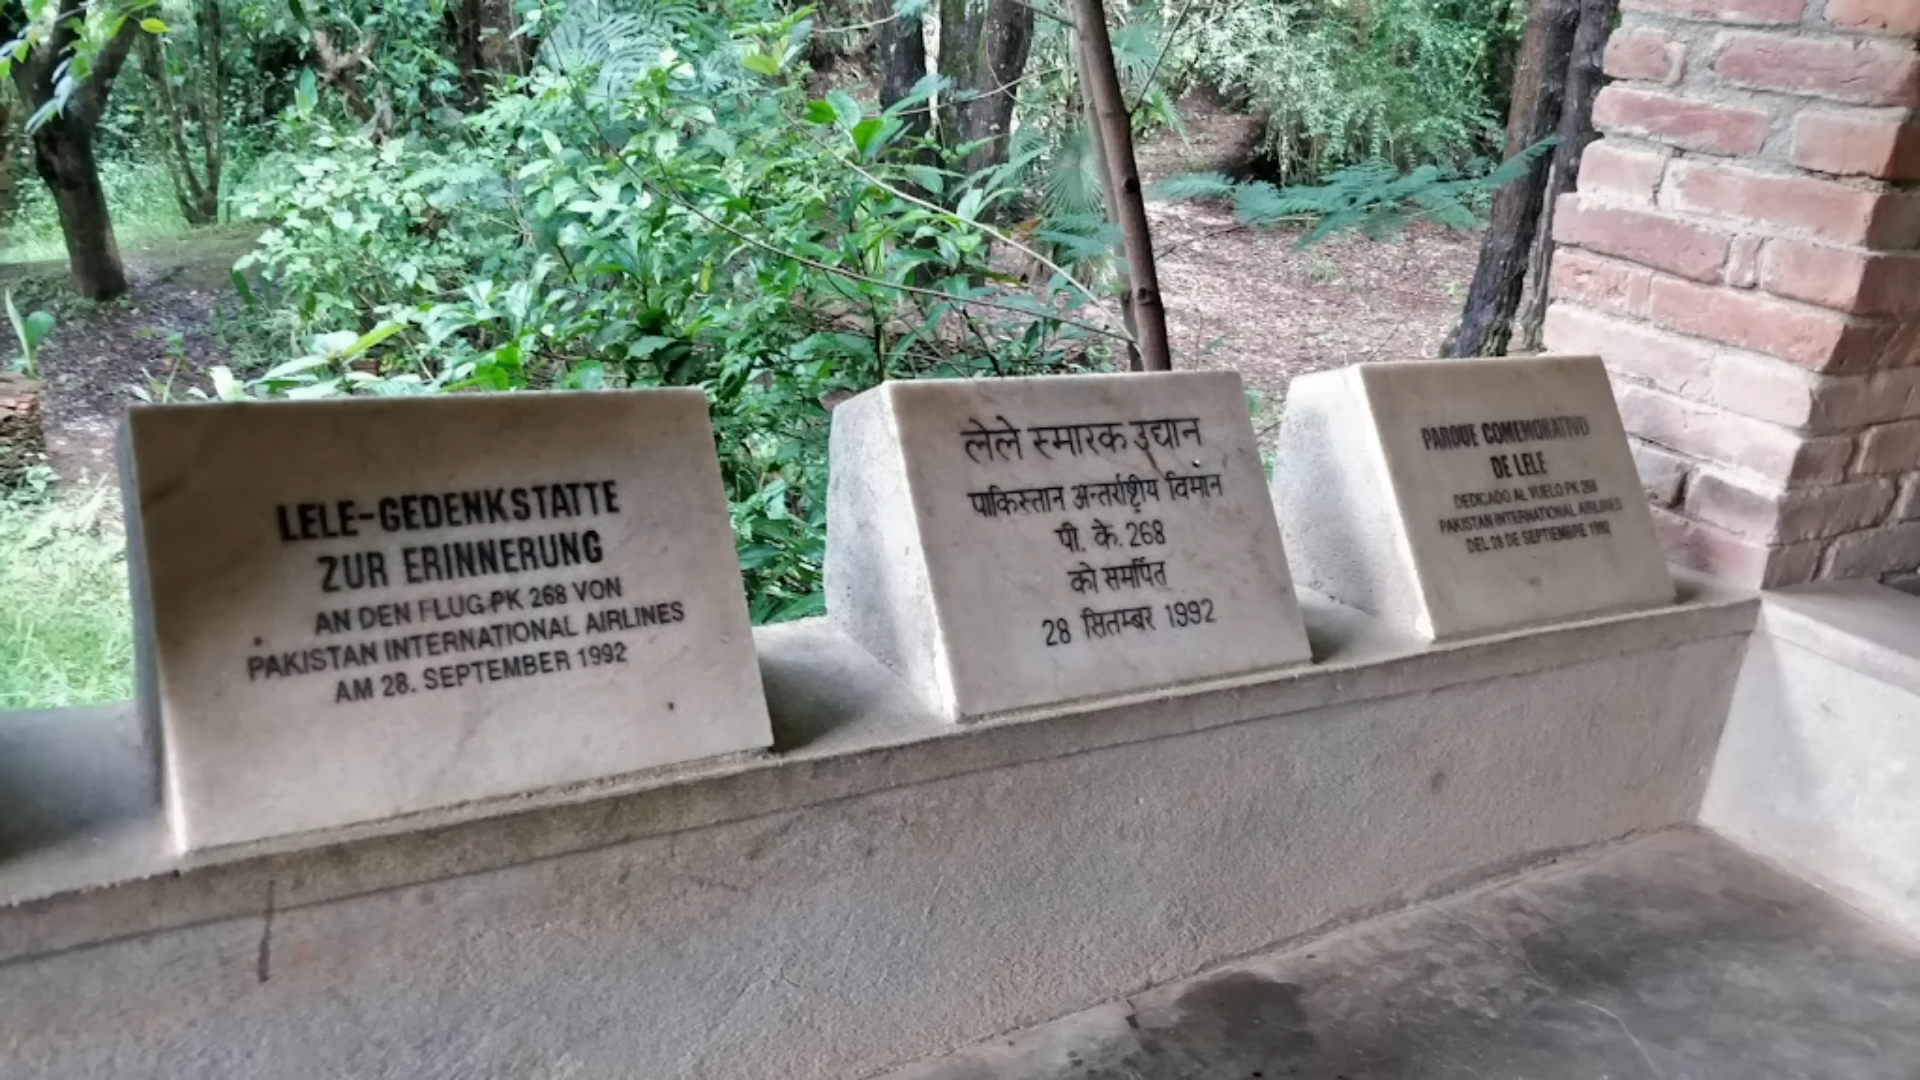 LELE-GEDENKSTATTE
ZUR ERINNERUNG
AN DEN FLUG PK 268 VON
PAKISTAN INTERNATIONAL AIRLINES
AM 28. SEPTEMBER 1992
लेले स्मारक उद्यान
पाकिस्तान अन्तर्राष्ट्रीय विमान
पी. के. 268
को समर्पित
28 सितम्बर 1992
PARQUE COMEMORATIVO
DE LELE
DEDICADO AL VUELO PK 268
PAKISTAN INTERNATIONAL AIRLINES
DEL 28 DE SEPTIEMBRE 1992